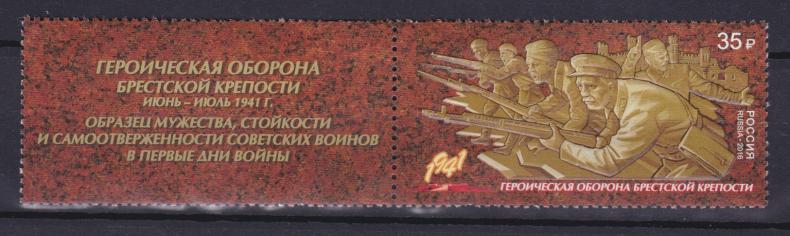 ГЕРОИЧЕСКАЯ ОБОРОНА
БРЕСТСКОЙ КРЕПОСТИ
ИЮНЬ – ИЮЛЬ 1941 Г.
ОБРАЗЕЦ МУЖЕСТВА, СТОЙКОСТИ
И САМООТВЕРЖЕННОСТИ СОВЕТСКИХ ВОИНОВ
В ПЕРВЫЕ ДНИ ВОЙНЫ
35₽
РОССИЯ
RUSSIA • 2016
1941
ГЕРОИЧЕСКАЯ ОБОРОНА БРЕСТСКОЙ КРЕПОСТИ